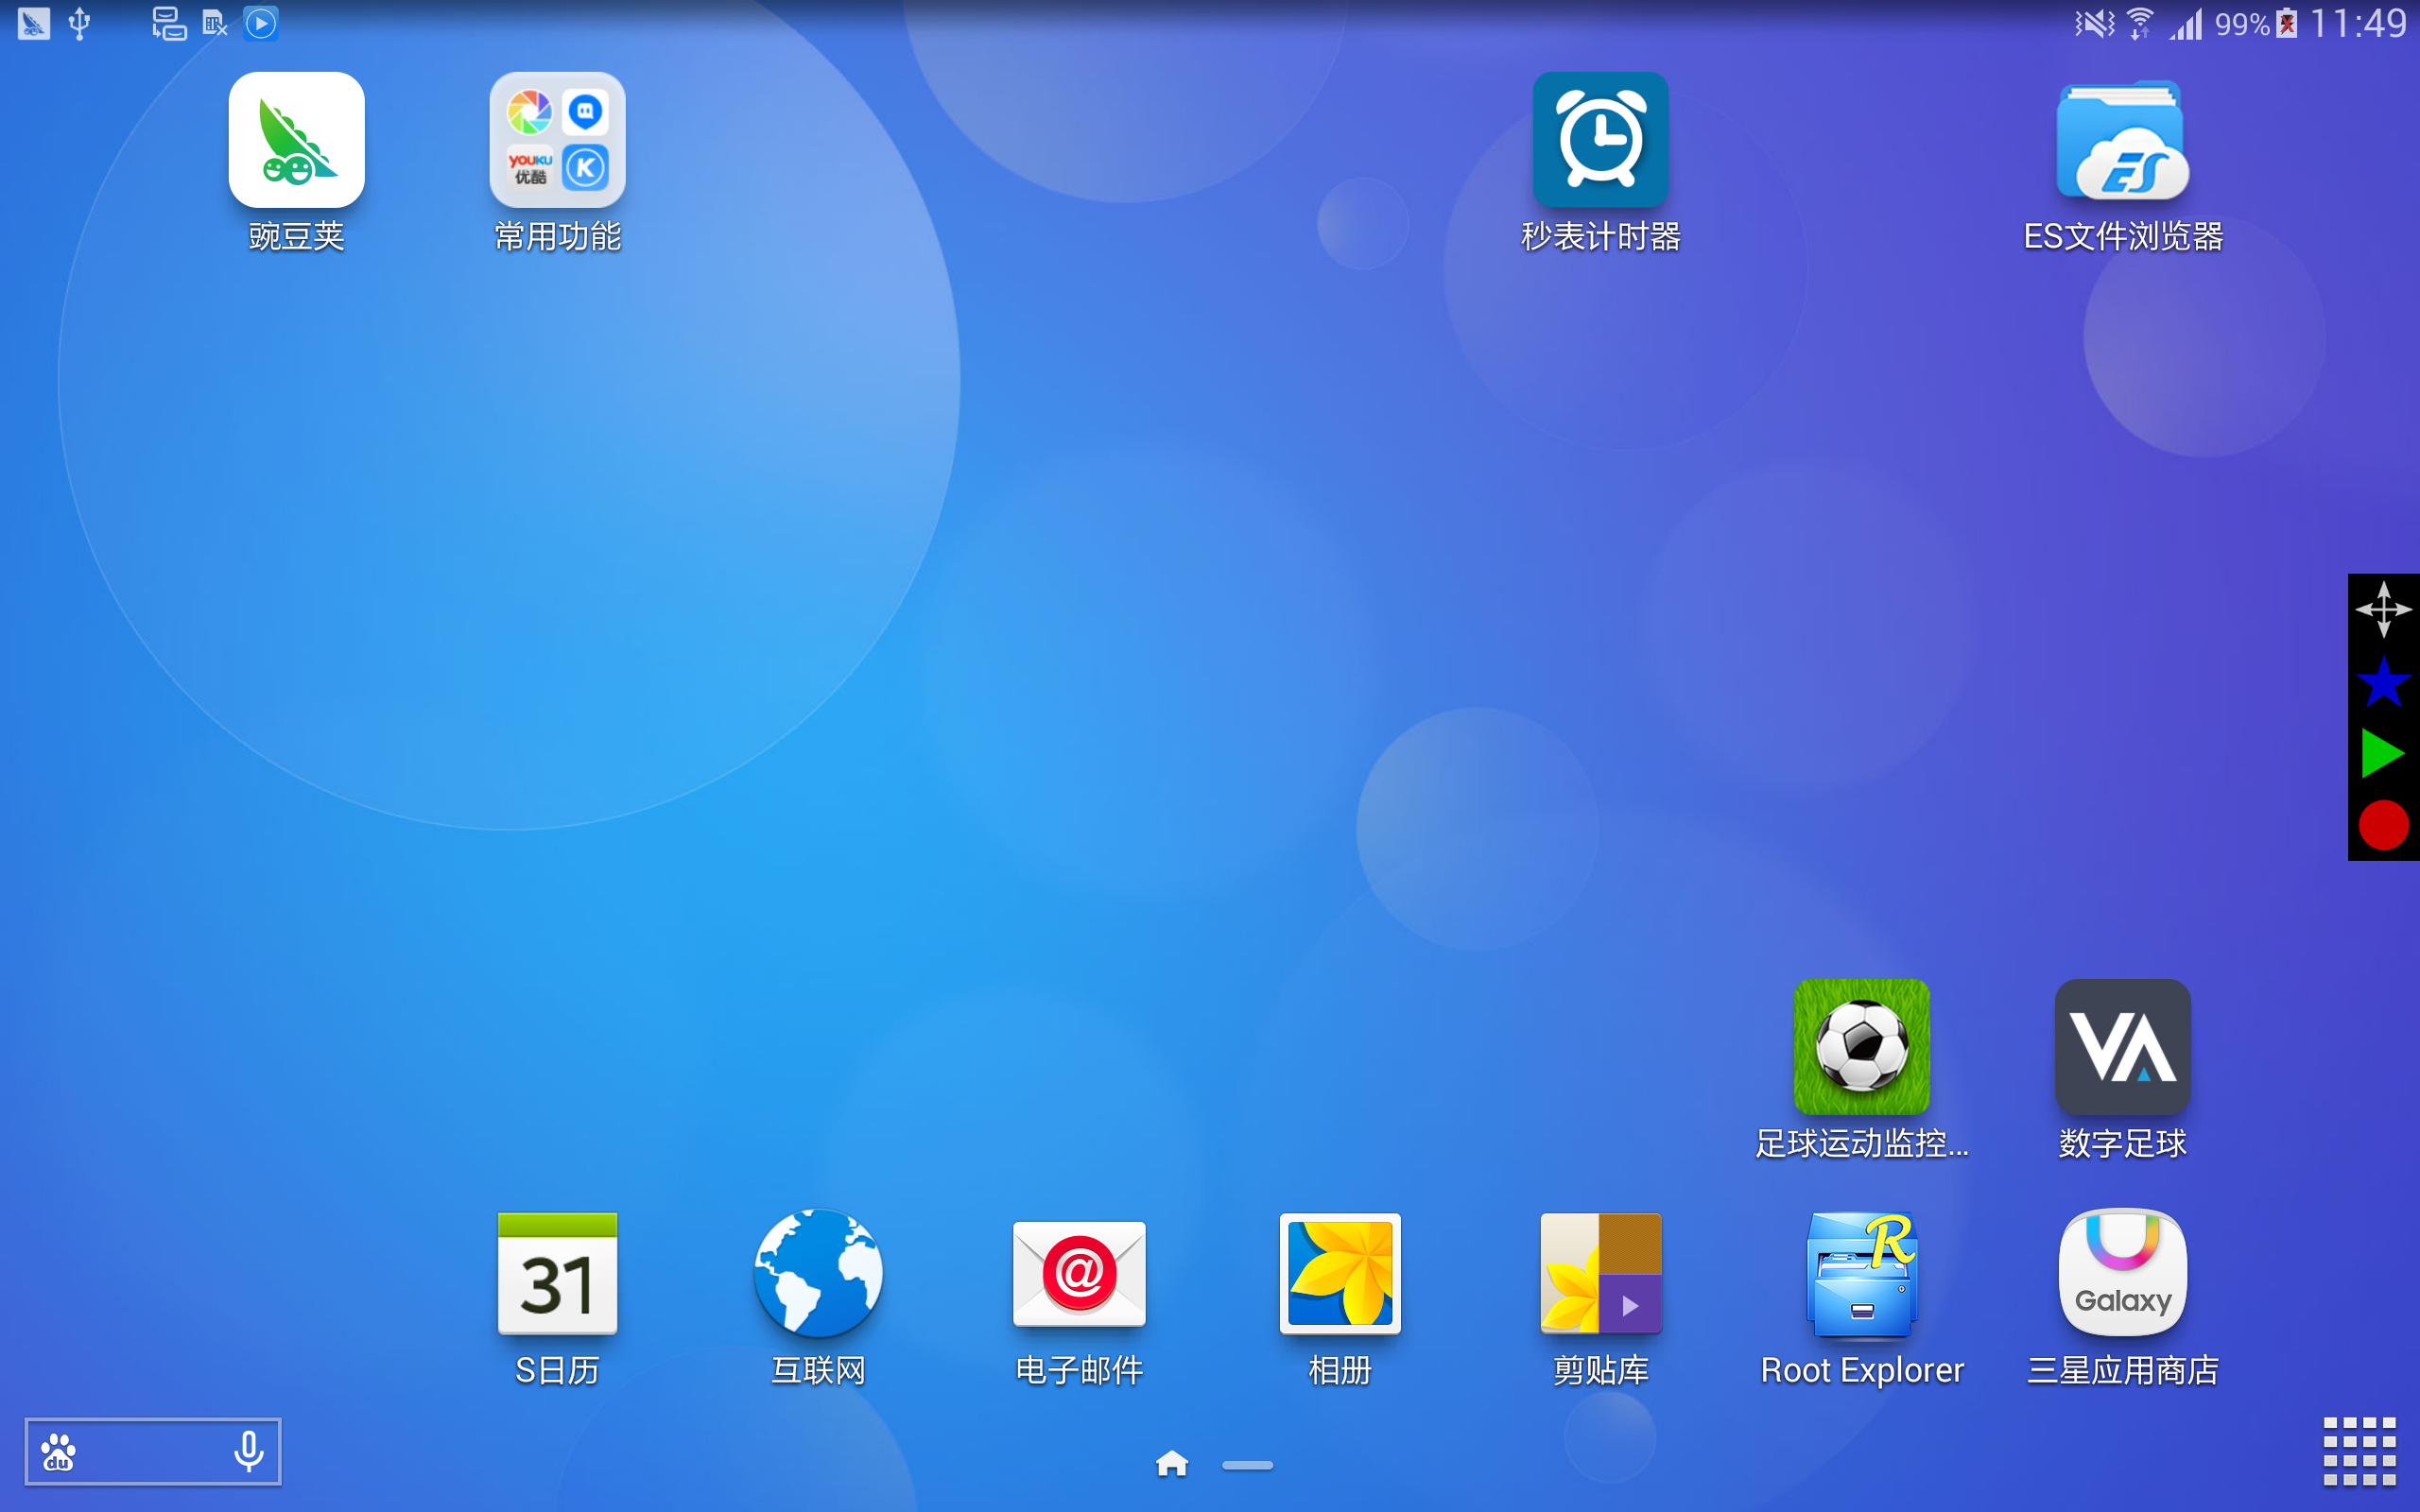 99% 11:49
YOUKU
优酷
K
ES
豌豆荚
常用功能
秒表计时器
ES文件浏览器
VA
足球运动监控...
数字足球
31
@
R
Galaxy
S日历
互联网
电子邮件
相册
剪贴库
Root Explorer
三星应用商店
du